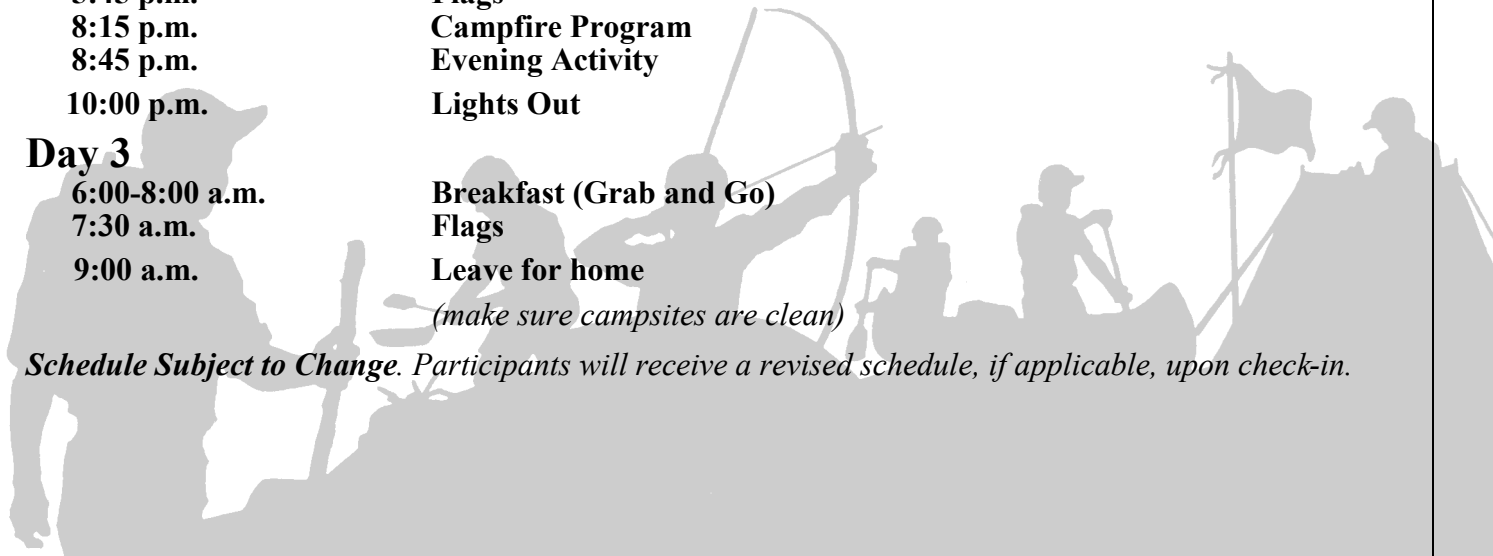 p.m. Flags
8:15 p.m. Campfire Program
8:45 p.m. Evening Activity
10:00 p.m. Lights Out
Day 3
6:00-8:00 a.m. Breakfast (Grab and Go)
7:30 a.m. Flags
9:00 a.m. Leave for home
(make sure campsites are clean)
Schedule Subject to Change. Participants will receive a revised schedule, if applicable, upon check-in.